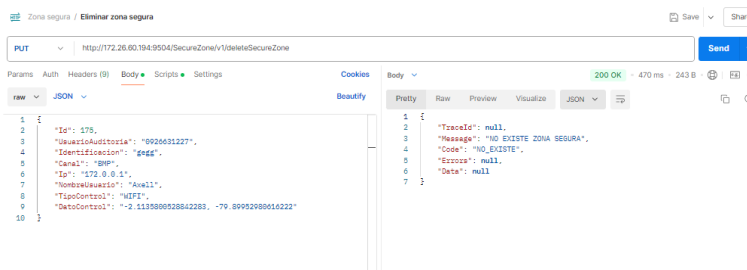 Zona segura / Eliminar zona segura
Save
Shar
PUT
http://172.26.60.194:9504/SecureZone/v1/deleteSecureZone
Send
Params Auth Headers (9) Body Scripts Settings
Cookies
raw JSON
Beautify
1 {
2 "Id": 175,
3 "UsuarioAuditoria": "0926631227",
4 "Identificacion": "gegg",
5 "Canal": "BMP",
6 "Ip": "172.0.0.1",
7 "NombreUsuario": "Axell",
8 "TipoControl": "WIFI",
9 "DatoControl": "-2.1135800528842283, -79.89952980616222"
10 }
Body
200 OK • 470 ms • 243 B
Pretty Raw Preview Visualize JSON
1 {
2 "TraceId": null,
3 "Message": "NO EXISTE ZONA SEGURA",
4 "Code": "NO_EXISTE",
5 "Errors": null,
6 "Data": null
7 }